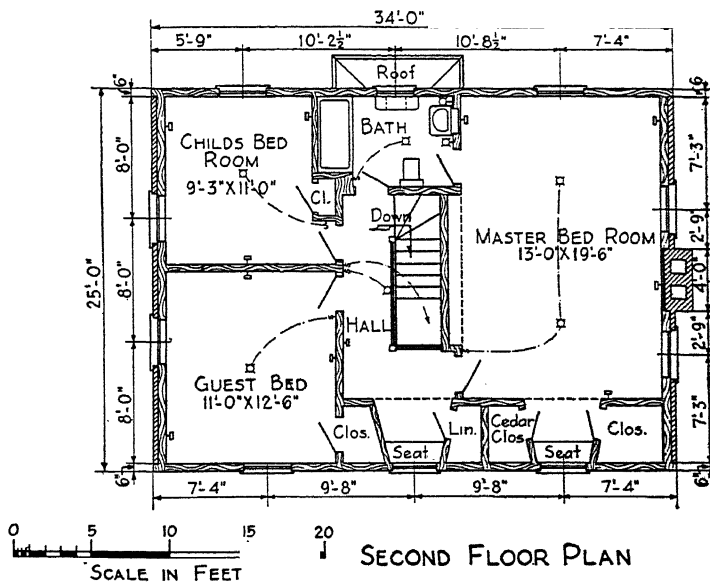 34'-0"
5'-9"
10'-2½"
10'-8½"
7'-4"
Roof
6"
6
BATH
CHILDS BED
ROOM
9'-3"X11'-0"
8'-0"
7'-3"
Cl.
Down
2'-9"
MASTER BED ROOM
13'-0"X19'-6"
25'-0"
8'-0"
4'-0"
HALL
2'-9"
GUEST BED
11'-0"X12'-6"
8'-0"
7'-3"
Clos.
Lin.
Cedar
Clos.
Clos.
Seat
Seat
6"
6"
7'-4"
9'-8"
9'-8"
7'-4"
0
5
10
15
20
SCALE IN FEET
SECOND FLOOR PLAN